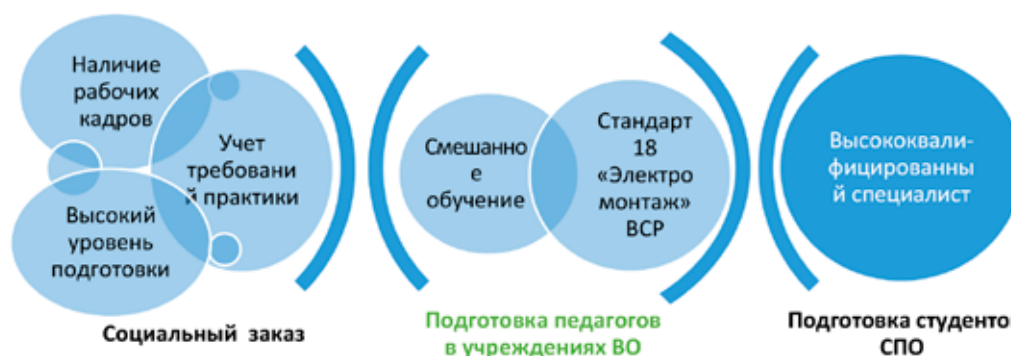 Наличие
рабочих
кадров
Учет
требовани
й практики
Высокий
уровень
подготовки
Социальный заказ
Смешанно
е
обучение
Стандарт
18
«Электро
монтаж»
ВСР
Подготовка педагогов
в учреждениях ВО
Высококвали-
фицированны
й специалист
Подготовка студенто
СПО